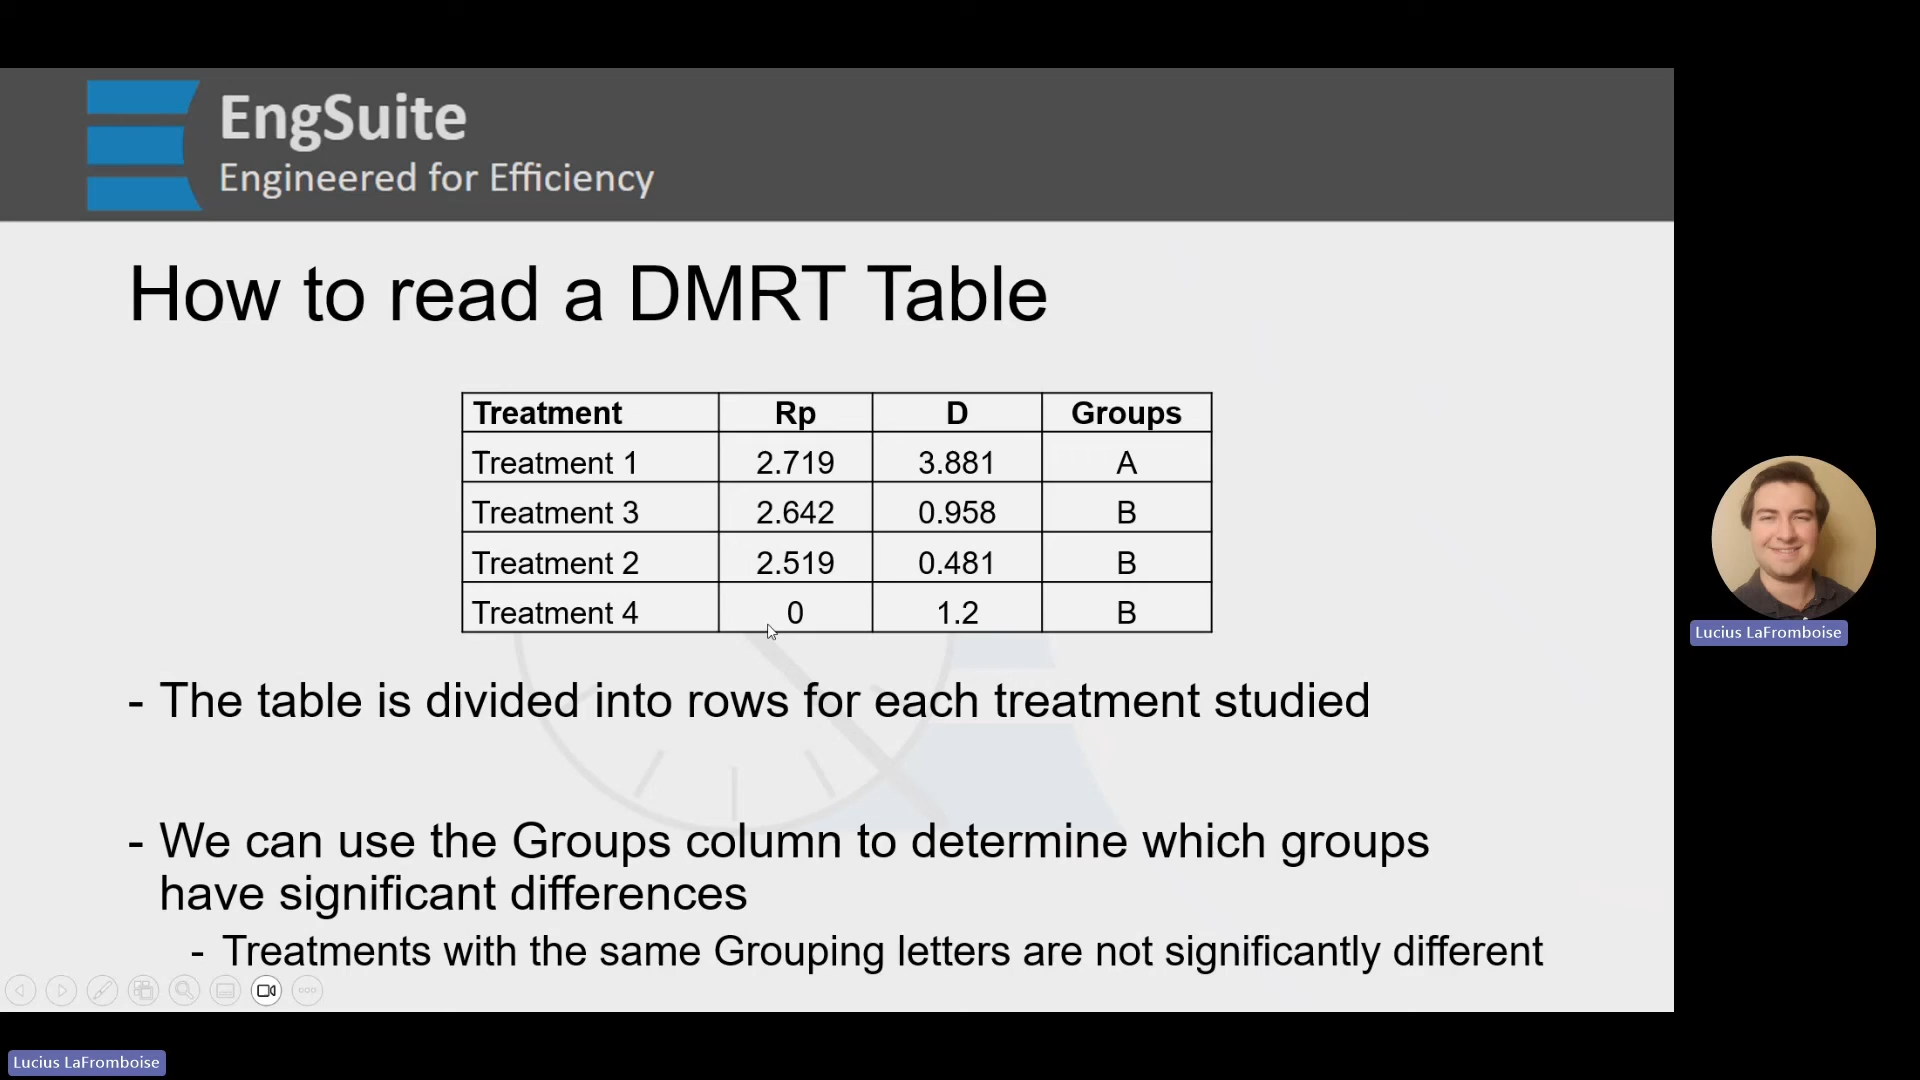 EngSuite
Engineered for Efficiency
How to read a DMRT Table
Treatment Rp D Groups
Treatment 1 2.719 3.881 A
Treatment 3 2.642 0.958 B
Treatment 2 2.519 0.481 B
Treatment 4 0 1.2 B
- The table is divided into rows for each treatment studied
- We can use the Groups column to determine which groups
have significant differences
- Treatments with the same Grouping letters are not significantly different
Lucius LaFromboise
Lucius LaFromboise